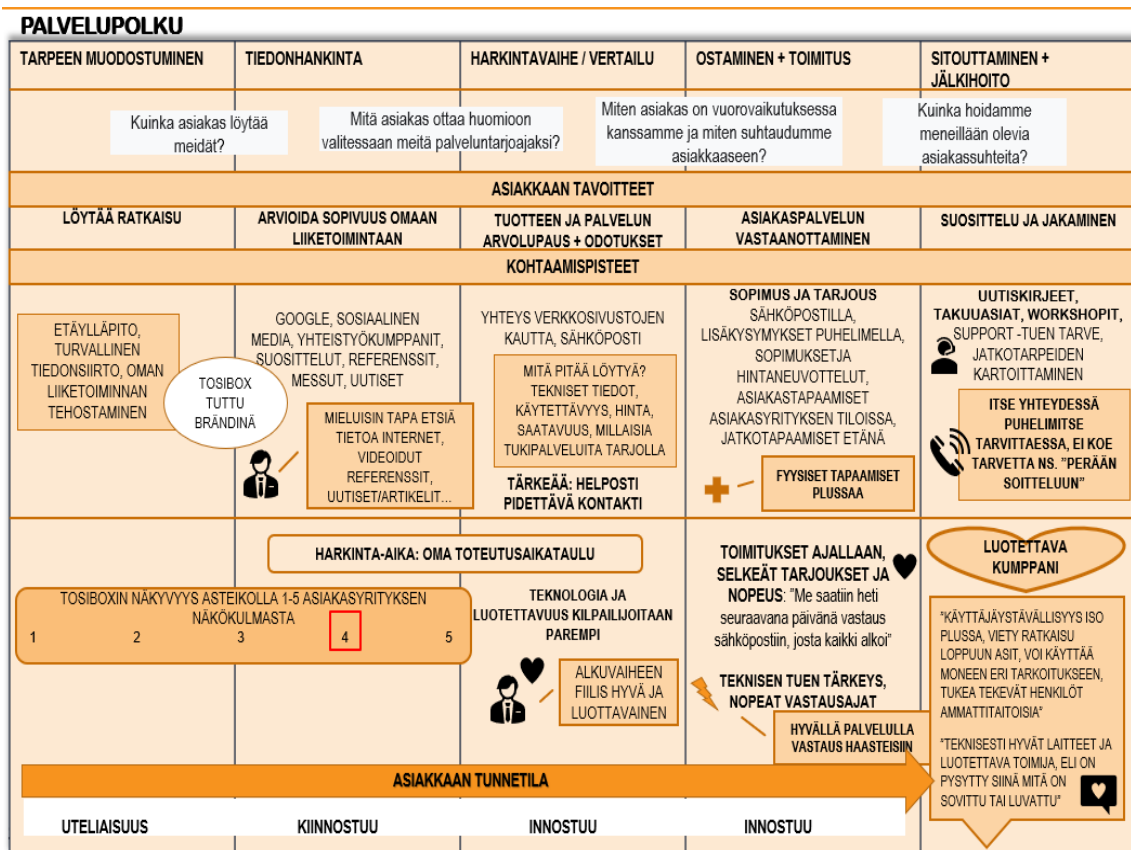 PALVELUPOLKU
TARPEEN MUODOSTUMINEN
TIEDONHANKINTA
HARKINTAVAIHE / VERTAILU
OSTAMINEN + TOIMITUS
SITOUTTAMINEN +
JÄLKIHOITO
Kuinka asiakas löytää
meidät?
Mitä asiakas ottaa huomioon
valitessaan meitä palveluntarjoajaksi?
Miten asiakas on vuorovaikutuksessa
kanssamme ja miten suhtaudumme
asiakkaaseen?
Kuinka hoidamme
meneillään olevia
asiakassuhteita?
ASIAKKAAN TAVOITTEET
LÖYTÄÄ RATKAISU
ARVIOIDA SOPIVUUS OMAAN
LIIKETOIMINTAAN
TUOTTEEN JA PALVELUN
ARVOLUPAUS + ODOTUKSET
ASIAKASPALVELUN
VASTAANOTTAMINEN
SUOSITTELU JA JAKAMINEN
KOHTAAMISPISTEET
ETÄYLLÄPITO,
TURVALLINEN
TIEDONSIIRTO, OMAN
LIIKETOIMINNAN
TEHOSTAMINEN
TOSIBOX
TUTTU
BRÄNDINÄ
GOOGLE, SOSIAALINEN
MEDIA, YHTEISTYÖKUMPPANIT,
SUOSITTELUT, REFERENSSIT,
MESSUT, UUTISET
MIELUISIN TAPA ETSIÄ
TIETOA INTERNET,
VIDEOIDUT
REFERENSSIT,
UUTISET/ARTIKELIT...
YHTEYS VERKKOSIVUSTOJEN
KAUTTA, SÄHKÖPOSTI
MITÄ PITÄÄ LÖYTYÄ?
TEKNISET TIEDOT,
KÄYTETTÄVYYS, HINTA,
SAATAVUUS, MILLAISIA
TUKIPALVELUITA TARJOLLA
TÄRKEÄÄ: HELPOSTI
PIDETTÄVÄ KONTAKTI
SOPIMUS JA TARJOUS
SÄHKÖPOSTILLA,
LISÄKYSYMYKSET PUHELIMELLA,
SOPIMUKSETJA
HINTANEUVOTTELUT,
ASIAKASTAPAAMISET
ASIAKASYRITYKSEN TILOISSA,
JATKOTAPAAMISET ETÄNÄ
FYYSISET TAPAAMISET
PLUSSAA
UUTISKIRJEET,
TAKUUASIAT, WORKSHOPIT,
SUPPORT -TUEN TARVE,
JATKOTARPEIDEN
KARTOITTAMINEN
ITSE YHTEYDESSÄ
PUHELIMITSE
TARVITTAESSA, EI KOE
TARVETTA NS. "PERÄÄN
SOITTELUUN"
HARKINTA-AIKA: OMA TOTEUTUSAIKATAULU
TOSIBOXIN NÄKYVYYS ASTEIKOLLA 1-5 ASIAKASYRITYKSEN
NÄKÖKULMASTA
1 2 3 4 5
TEKNOLOGIA JA
LUOTETTAVUUS KILPAILIJOITAAN
PAREMPI
ALKUVAIHEEN
FIILIS HYVÄ JA
LUOTTAVAINEN
TOIMITUKSET AJALLAAN,
SELKEÄT TARJOUKSET JA
NOPEUS: "Me saatiin heti
seuraavana päivänä vastaus
sähköpostiin, josta kaikki alkoi"
TEKNISEN TUEN TÄRKEYS,
NOPEAT VASTAUSAJAT
HYVÄLLÄ PALVELULLA
VASTAUS HAASTEISIIN
LUOTETTAVA
KUMPPANI
"KÄYTTÄJÄYSTÄVÄLLISYYS ISO
PLUSSA, VIETY RATKAISU
LOPPUUN ASIT, VOI KÄYTTÄÄ
MONEEN ERI TARKOITUKSEEN,
TUKEA TEKEVÄT HENKILÖT
AMMATTITAITOISIA"
"TEKNISESTI HYVÄT LAITTEET JA
LUOTETTAVA TOIMIJA, ELI ON
PYSYTTY SIINÄ MITÄ ON
SOVITTU TAI LUVATTU"
ASIAKKAAN TUNNETILA
UTELIAISUUS
KIINNOSTUU
INNOSTUU
INNOSTUU